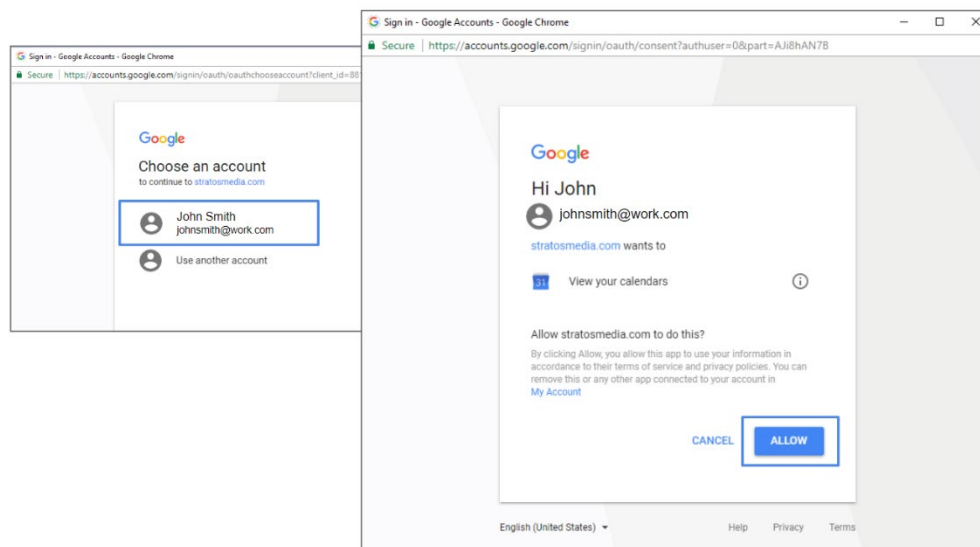 Sign in - Google Accounts - Google Chrome
Secure | https://accounts.google.com/signin/oauth/oauthchooseaccount?client_id=88
Google
Choose an account
to continue to stratosmedia.com
John Smith
johnsmith@work.com
Use another account
Sign in - Google Accounts - Google Chrome
Secure | https://accounts.google.com/signin/oauth/consent?authuser=0&part=AJi8hAN7B
Google
Hi John
johnsmith@work.com
stratosmedia.com wants to
31 View your calendars
Allow stratosmedia.com to do this?
By clicking Allow, you allow this app to use your information in
accordance to their terms of service and privacy policies. You can
remove this or any other app connected to your account in
My Account
CANCEL ALLOW
English (United States) Help Privacy Terms